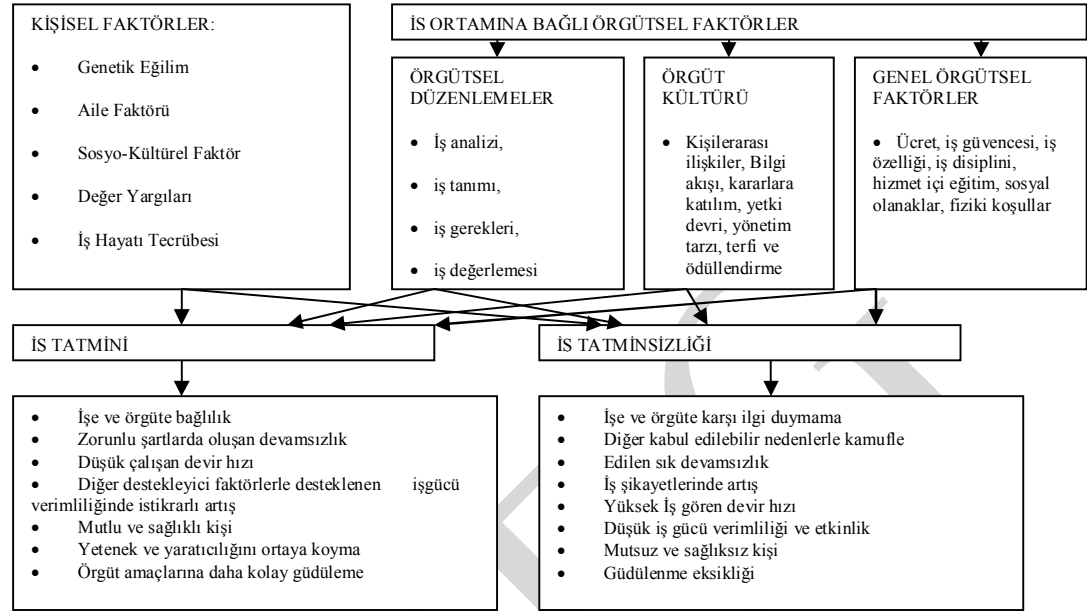 KİŞİSEL FAKTÖRLER:
• Genetik Eğilim
• Aile Faktörü
• Sosyo-Kültürel Faktör
• Değer Yargıları
• İş Hayatı Tecrübesi
İS ORTAMINA BAĞLI ÖRGÜTSEL FAKTÖRLER
ÖRGÜTSEL
DÜZENLEMELER
• İş analizi,
• iş tanımı,
• iş gerekleri,
• iş değerlemesi
ÖRGÜT
KÜLTÜRÜ
• Kişilerarası
ilişkiler, Bilgi
akışı, kararlara
katılım, yetki
devri, yönetim
tarzı, terfi ve
ödüllendirme
GENEL ÖRGÜTSEL
FAKTÖRLER
• Ücret, iş güvencesi, iş
özelliği, iş disiplini,
hizmet içi eğitim, sosyal
olanaklar, fiziki koşullar
İS TATMİNİ
İS TATMİNSİZLİĞİ
• İşe ve örgüte bağlılık
• Zorunlu şartlarda oluşan devamsızlık
• Düşük çalışan devir hızı
• Diğer destekleyici faktörlerle desteklenen işgücü
verimliliğinde istikrarlı artış
• Mutlu ve sağlıklı kişi
• Yetenek ve yaratıcılığını ortaya koyma
• Örgüt amaçlarına daha kolay güdüleme
• İşe ve örgüte karşı ilgi duymama
• Diğer kabul edilebilir nedenlerle kamufle
• Edilen sık devamsızlık
• İş şikayetlerinde artış
• Yüksek İş gören devir hızı
• Düşük iş gücü verimliliği ve etkinlik
• Mutsuz ve sağlıksız kişi
• Güdülenme eksikliği